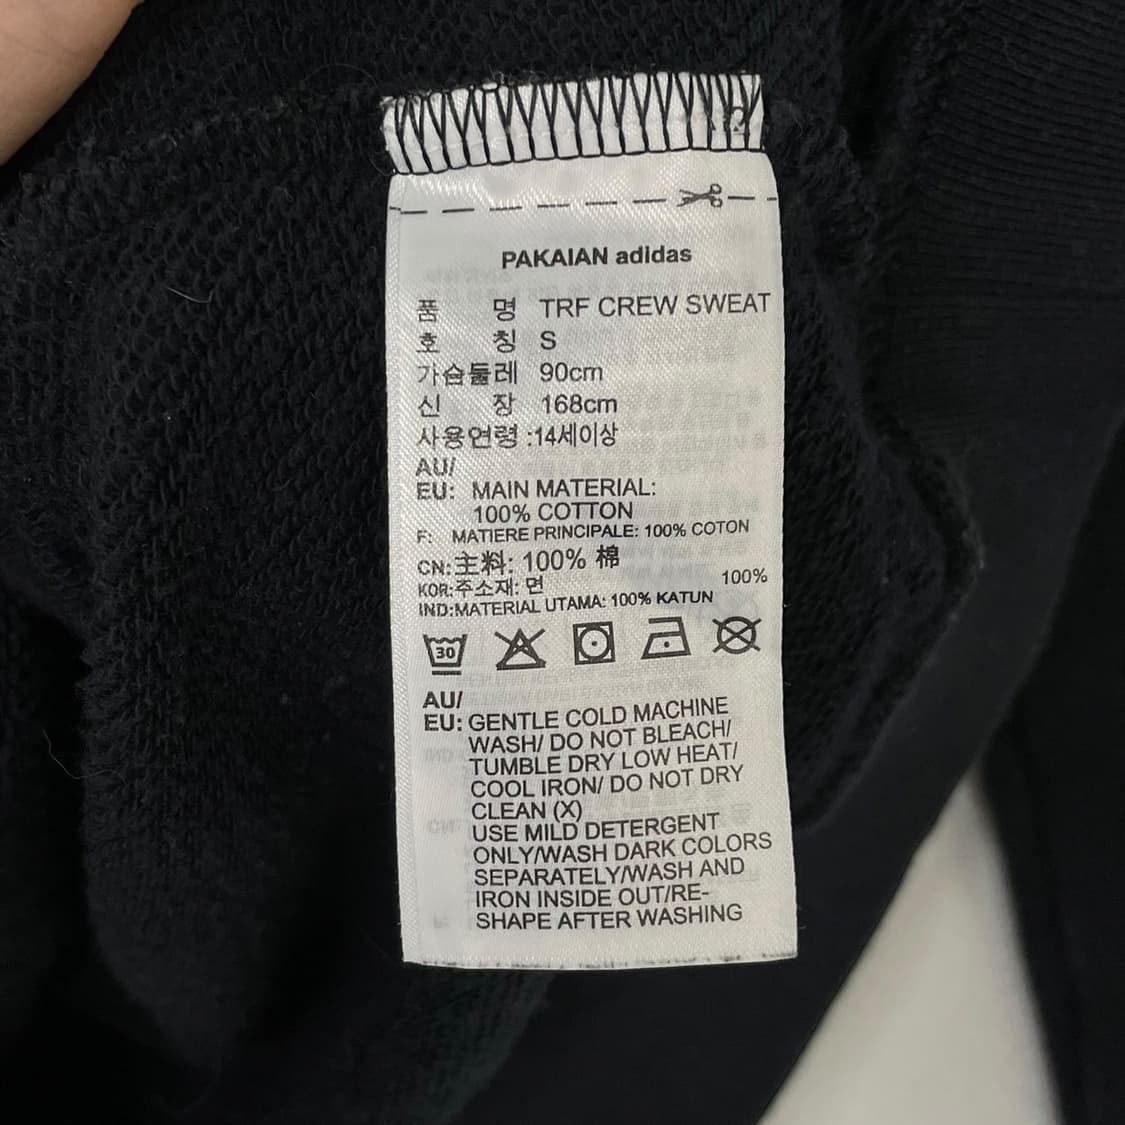 PAKAIAN adidas
품 명 TRF CREW SWEAT
호 칭 S
가슴둘레 90cm
신 장 168cm
사용연령 :14세이상
AU/
EU: MAIN MATERIAL:
100% COTTON
F: MATIERE PRINCIPALE: 100% COTON
CN:主料: 100% 棉
KOR:주소재: 면 100%
IND:MATERIAL UTAMA: 100% KATUN
30
AU/
EU: GENTLE COLD MACHINE
WASH/ DO NOT BLEACH/
TUMBLE DRY LOW HEAT/
COOL IRON/ DO NOT DRY
CLEAN (X)
USE MILD DETERGENT
ONLY/WASH DARK COLORS
SEPARATELY/WASH AND
IRON INSIDE OUT/RE-
SHAPE AFTER WASHING